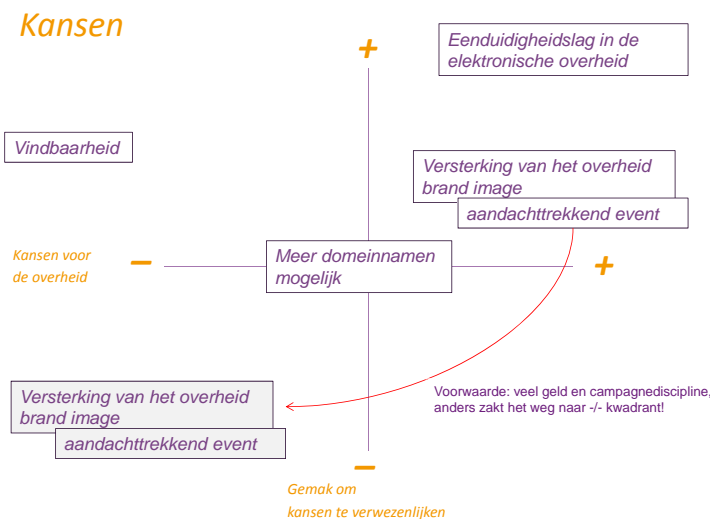 Kansen
+
Eenduidigheidslag in de
elektronische overheid
Vindbaarheid
Versterking van het overheid
brand image
aandachttrekkend event
Kansen voor
de overheid
–
Meer domeinnamen
mogelijk
+
Versterking van het overheid
brand image
aandachttrekkend event
Voorwaarde: veel geld en campagnediscipline,
anders zakt het weg naar -/- kwadrant!
–
Gemak om
kansen te verwezenlijken